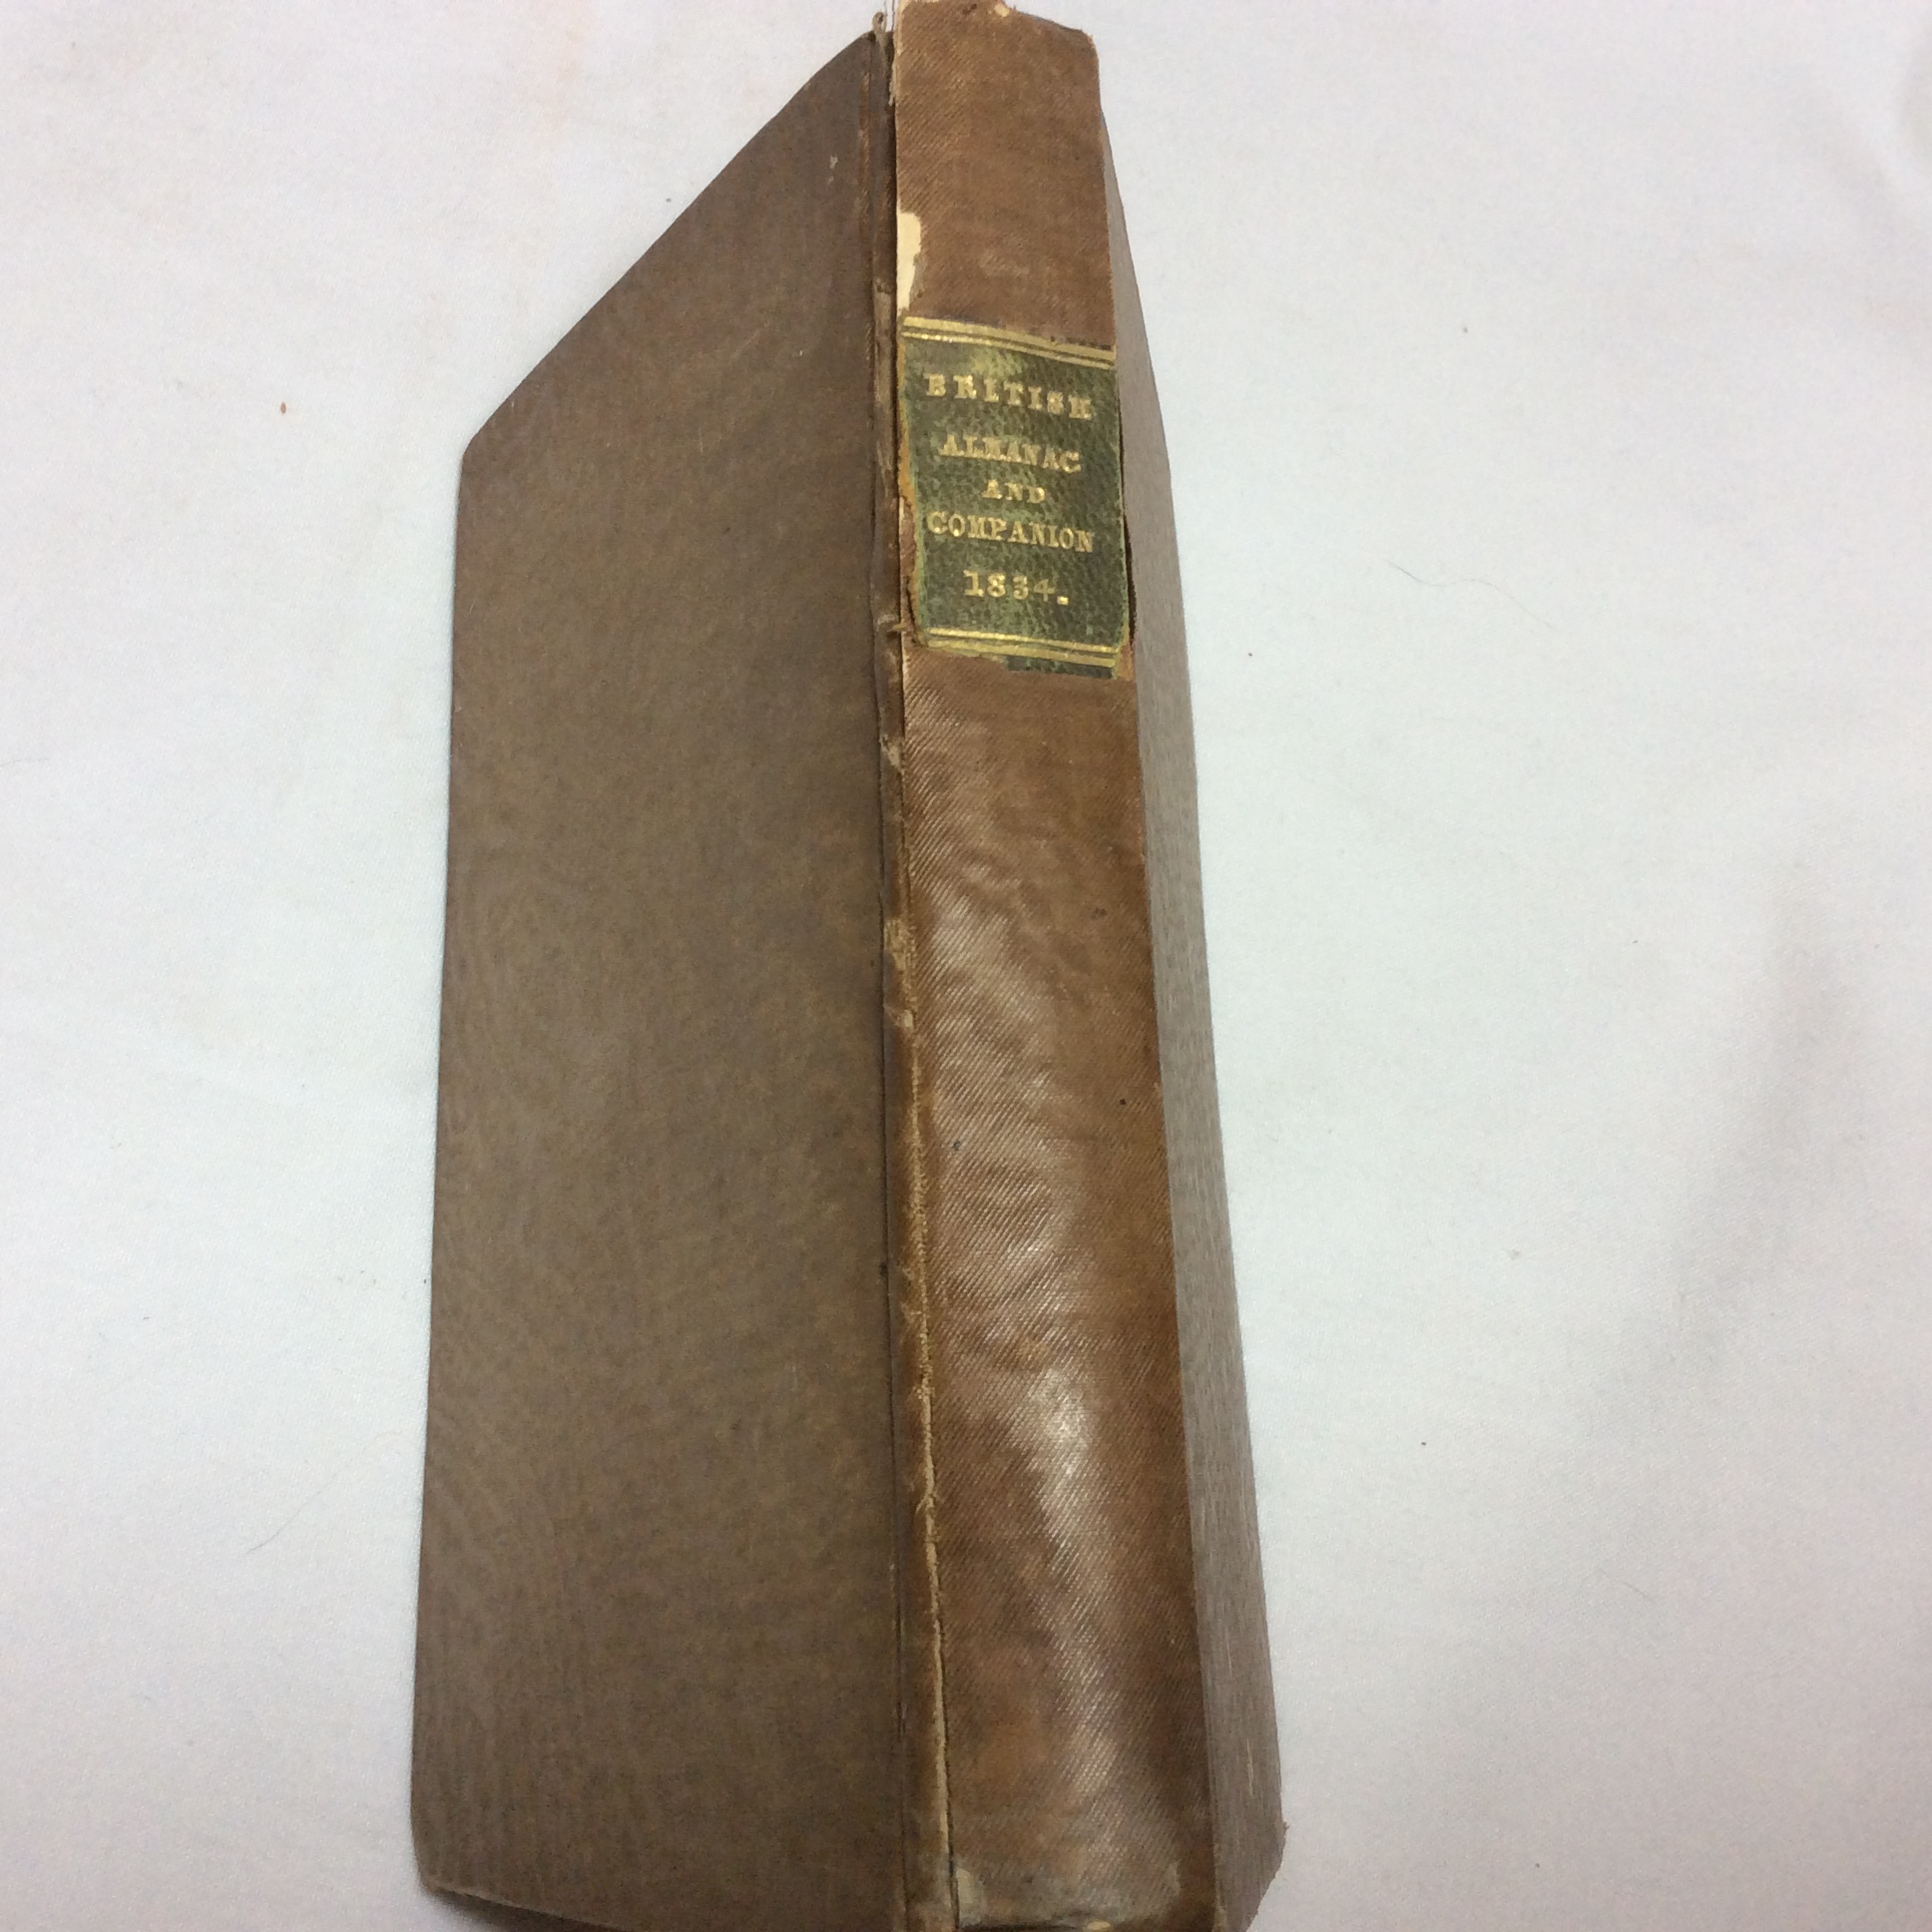 BRITISH
ALMANAC
AND
COMPANION
1834.